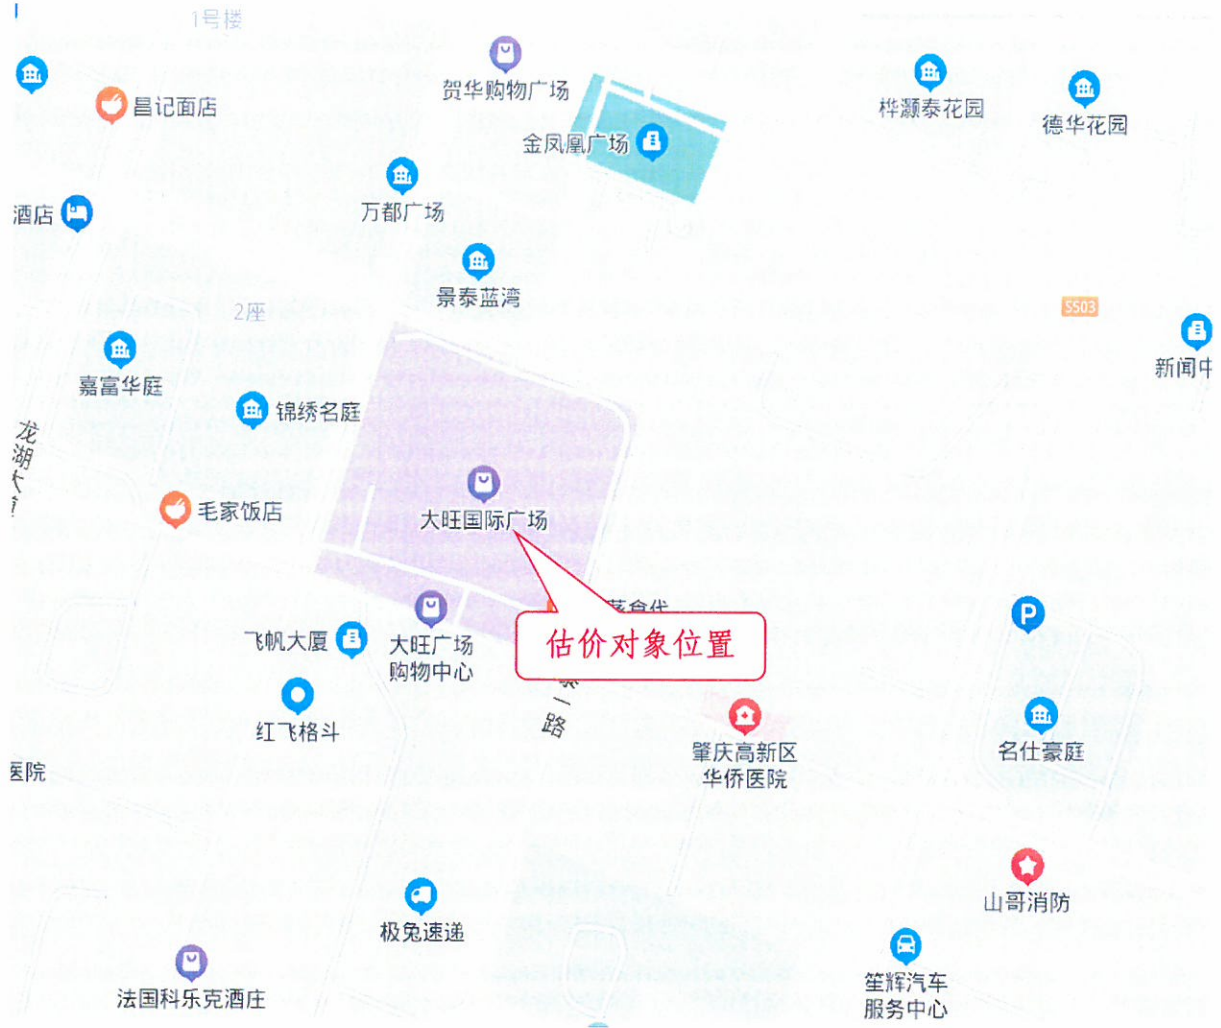 1号楼
贺华购物广场
昌记面店
桦灏泰花园
德华花园
金凤凰广场
万都广场
酒店
景泰蓝湾
2座
S503
新闻中
嘉富华庭
锦绣名庭
龙湖大道
毛家饭店
大旺国际广场
估价对象位置
飞帆大厦
大旺广场
购物中心
P
一路
红飞格斗
肇庆高新区
华侨医院
名仕豪庭
医院
山哥消防
极兔速递
笙辉汽车
服务中心
法国科乐克酒庄